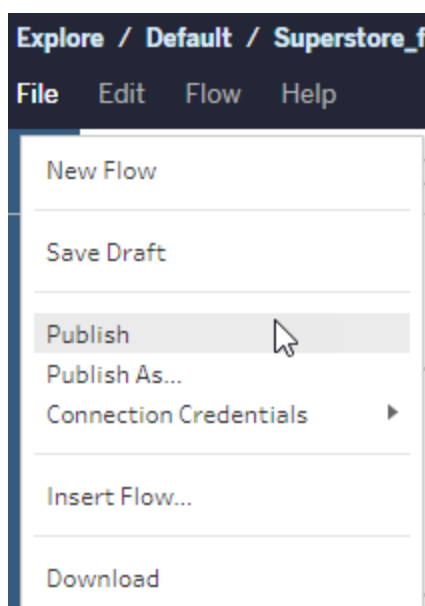 Explore / Default / Superstore_f
File Edit Flow Help
New Flow
Save Draft
Publish
Publish As...
Connection Credentials
Insert Flow...
Download